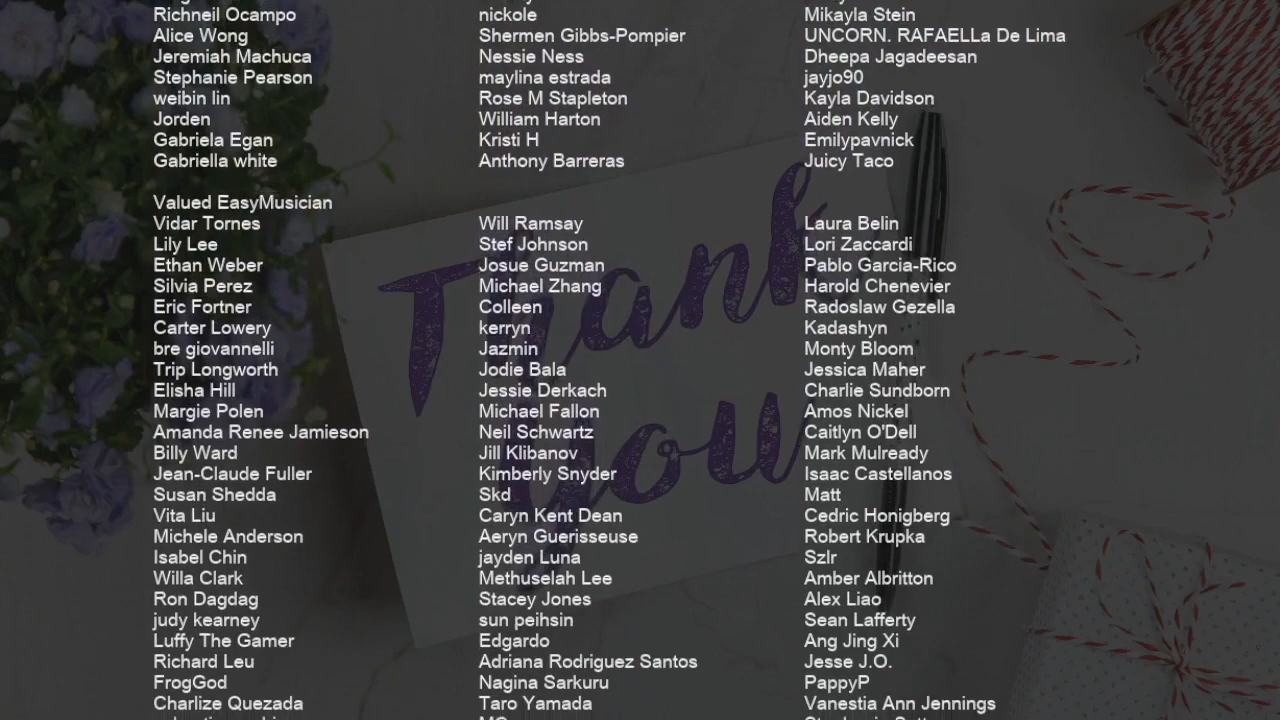 Richneil Ocampo
Alice Wong
Jeremiah Machuca
Stephanie Pearson
weibin lin
Jorden
Gabriela Egan
Gabriella white
nickole
Shermen Gibbs-Pompier
Nessie Ness
maylina estrada
Rose M Stapleton
William Harton
Kristi H
Anthony Barreras
Mikayla Stein
UNCORN. RAFAELLa De Lima
Dheepa Jagadeesan
jayjo90
Kayla Davidson
Aiden Kelly
Emilypavnick
Juicy Taco
Valued EasyMusician
Vidar Tornes
Lily Lee
Ethan Weber
Silvia Perez
Eric Fortner
Carter Lowery
bre giovannelli
Trip Longworth
Elisha Hill
Margie Polen
Amanda Renee Jamieson
Billy Ward
Jean-Claude Fuller
Susan Shedda
Vita Liu
Michele Anderson
Isabel Chin
Willa Clark
Ron Dagdag
judy kearney
Luffy The Gamer
Richard Leu
FrogGod
Charlize Quezada
Will Ramsay
Stef Johnson
Josue Guzman
Michael Zhang
Colleen
kerryn
Jazmin
Jodie Bala
Jessie Derkach
Michael Fallon
Neil Schwartz
Jill Klibanov
Kimberly Snyder
Skd
Caryn Kent Dean
Aeryn Guerisseuse
jayden Luna
Methuselah Lee
Stacey Jones
sun peihsin
Edgardo
Adriana Rodriguez Santos
Nagina Sarkuru
Taro Yamada
Laura Belin
Lori Zaccardi
Pablo Garcia-Rico
Harold Chenevier
Radoslaw Gezella
Kadashyn
Monty Bloom
Jessica Maher
Charlie Sundborn
Amos Nickel
Caitlyn O'Dell
Mark Mulready
Isaac Castellanos
Matt
Cedric Honigberg
Robert Krupka
Szlr
Amber Albritton
Alex Liao
Sean Lafferty
Ang Jing Xi
Jesse J.O.
PappyP
Vanestia Ann Jennings
Thank
you